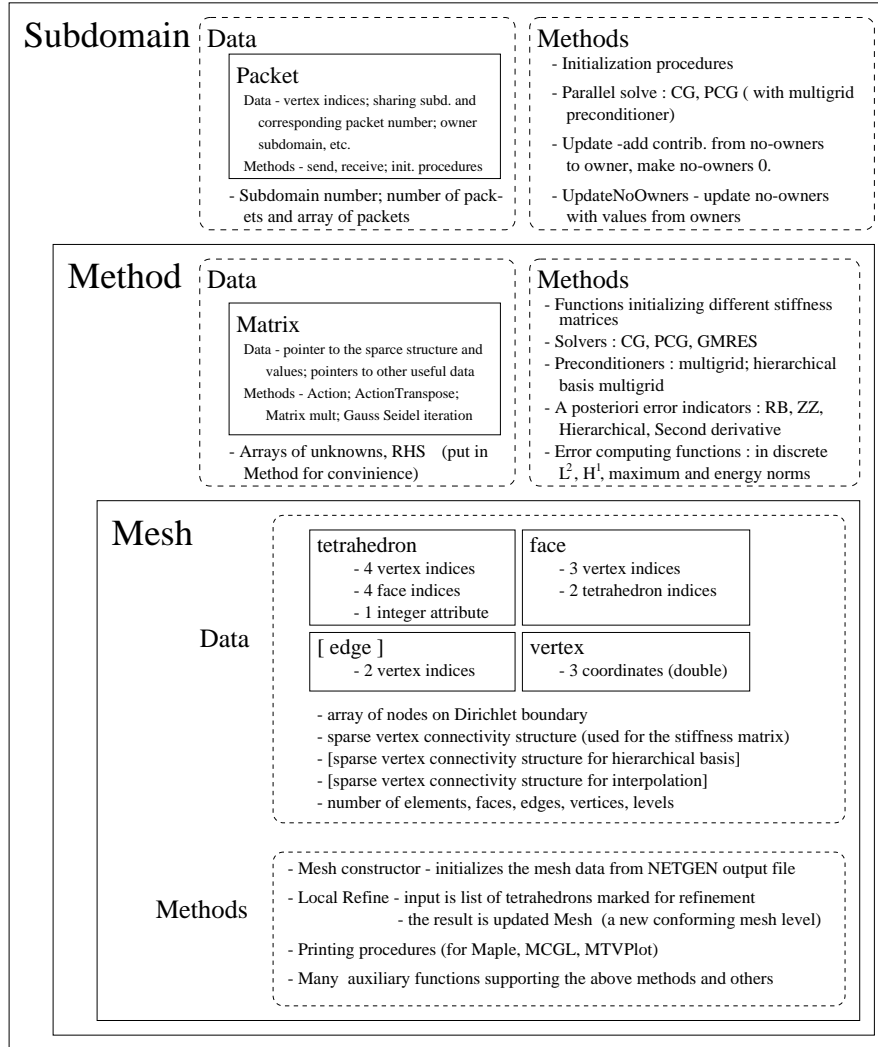 Subdomain
Data
Packet
Data - vertex indices; sharing subd. and
corresponding packet number; owner
subdomain, etc.
Methods - send, receive; init. procedures
- Subdomain number; number of pack-
ets and array of packets
Methods
- Initialization procedures
- Parallel solve : CG, PCG ( with multigrid
preconditioner)
- Update -add contrib. from no-owners
to owner, make no-owners 0.
- UpdateNoOwners - update no-owners
with values from owners
Method
Data
Matrix
Data - pointer to the sparce structure and
values; pointers to other useful data
Methods - Action; ActionTranspose;
Matrix mult; Gauss Seidel iteration
- Arrays of unknowns, RHS (put in
Method for convinience)
Methods
- Functions initializing different stiffness
matrices
- Solvers : CG, PCG, GMRES
- Preconditioners : multigrid; hierarchical
basis multigrid
- A posteriori error indicators : RB, ZZ,
Hierarchical, Second derivative
- Error computing functions : in discrete
L², H¹, maximum and energy norms
Mesh
Data
tetrahedron
- 4 vertex indices
- 4 face indices
- 1 integer attribute
face
- 3 vertex indices
- 2 tetrahedron indices
[ edge ]
- 2 vertex indices
vertex
- 3 coordinates (double)
- array of nodes on Dirichlet boundary
- sparse vertex connectivity structure (used for the stiffness matrix)
- [sparse vertex connectivity structure for hierarchical basis]
- [sparse vertex connectivity structure for interpolation]
- number of elements, faces, edges, vertices, levels
Methods
- Mesh constructor - initializes the mesh data from NETGEN output file
- Local Refine - input is list of tetrahedrons marked for refinement
- the result is updated Mesh (a new conforming mesh level)
- Printing procedures (for Maple, MCGL, MTVPlot)
- Many auxiliary functions supporting the above methods and others